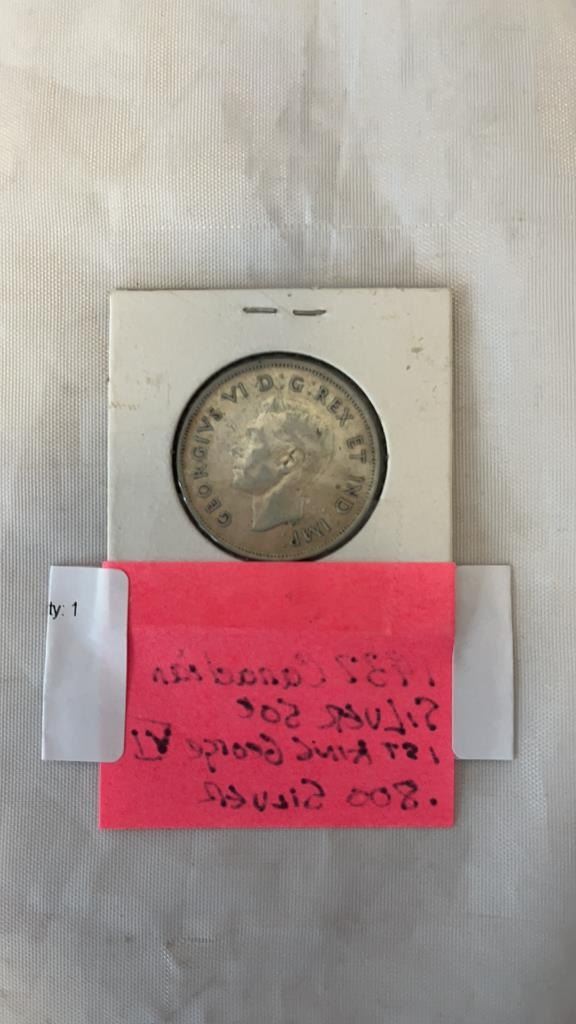 GEORGIVS VI D:G:REX ET IND:IMP:
ty: 1
1937 Canadian
SILVER 50¢
1ST KING George VI
.800 SILVER